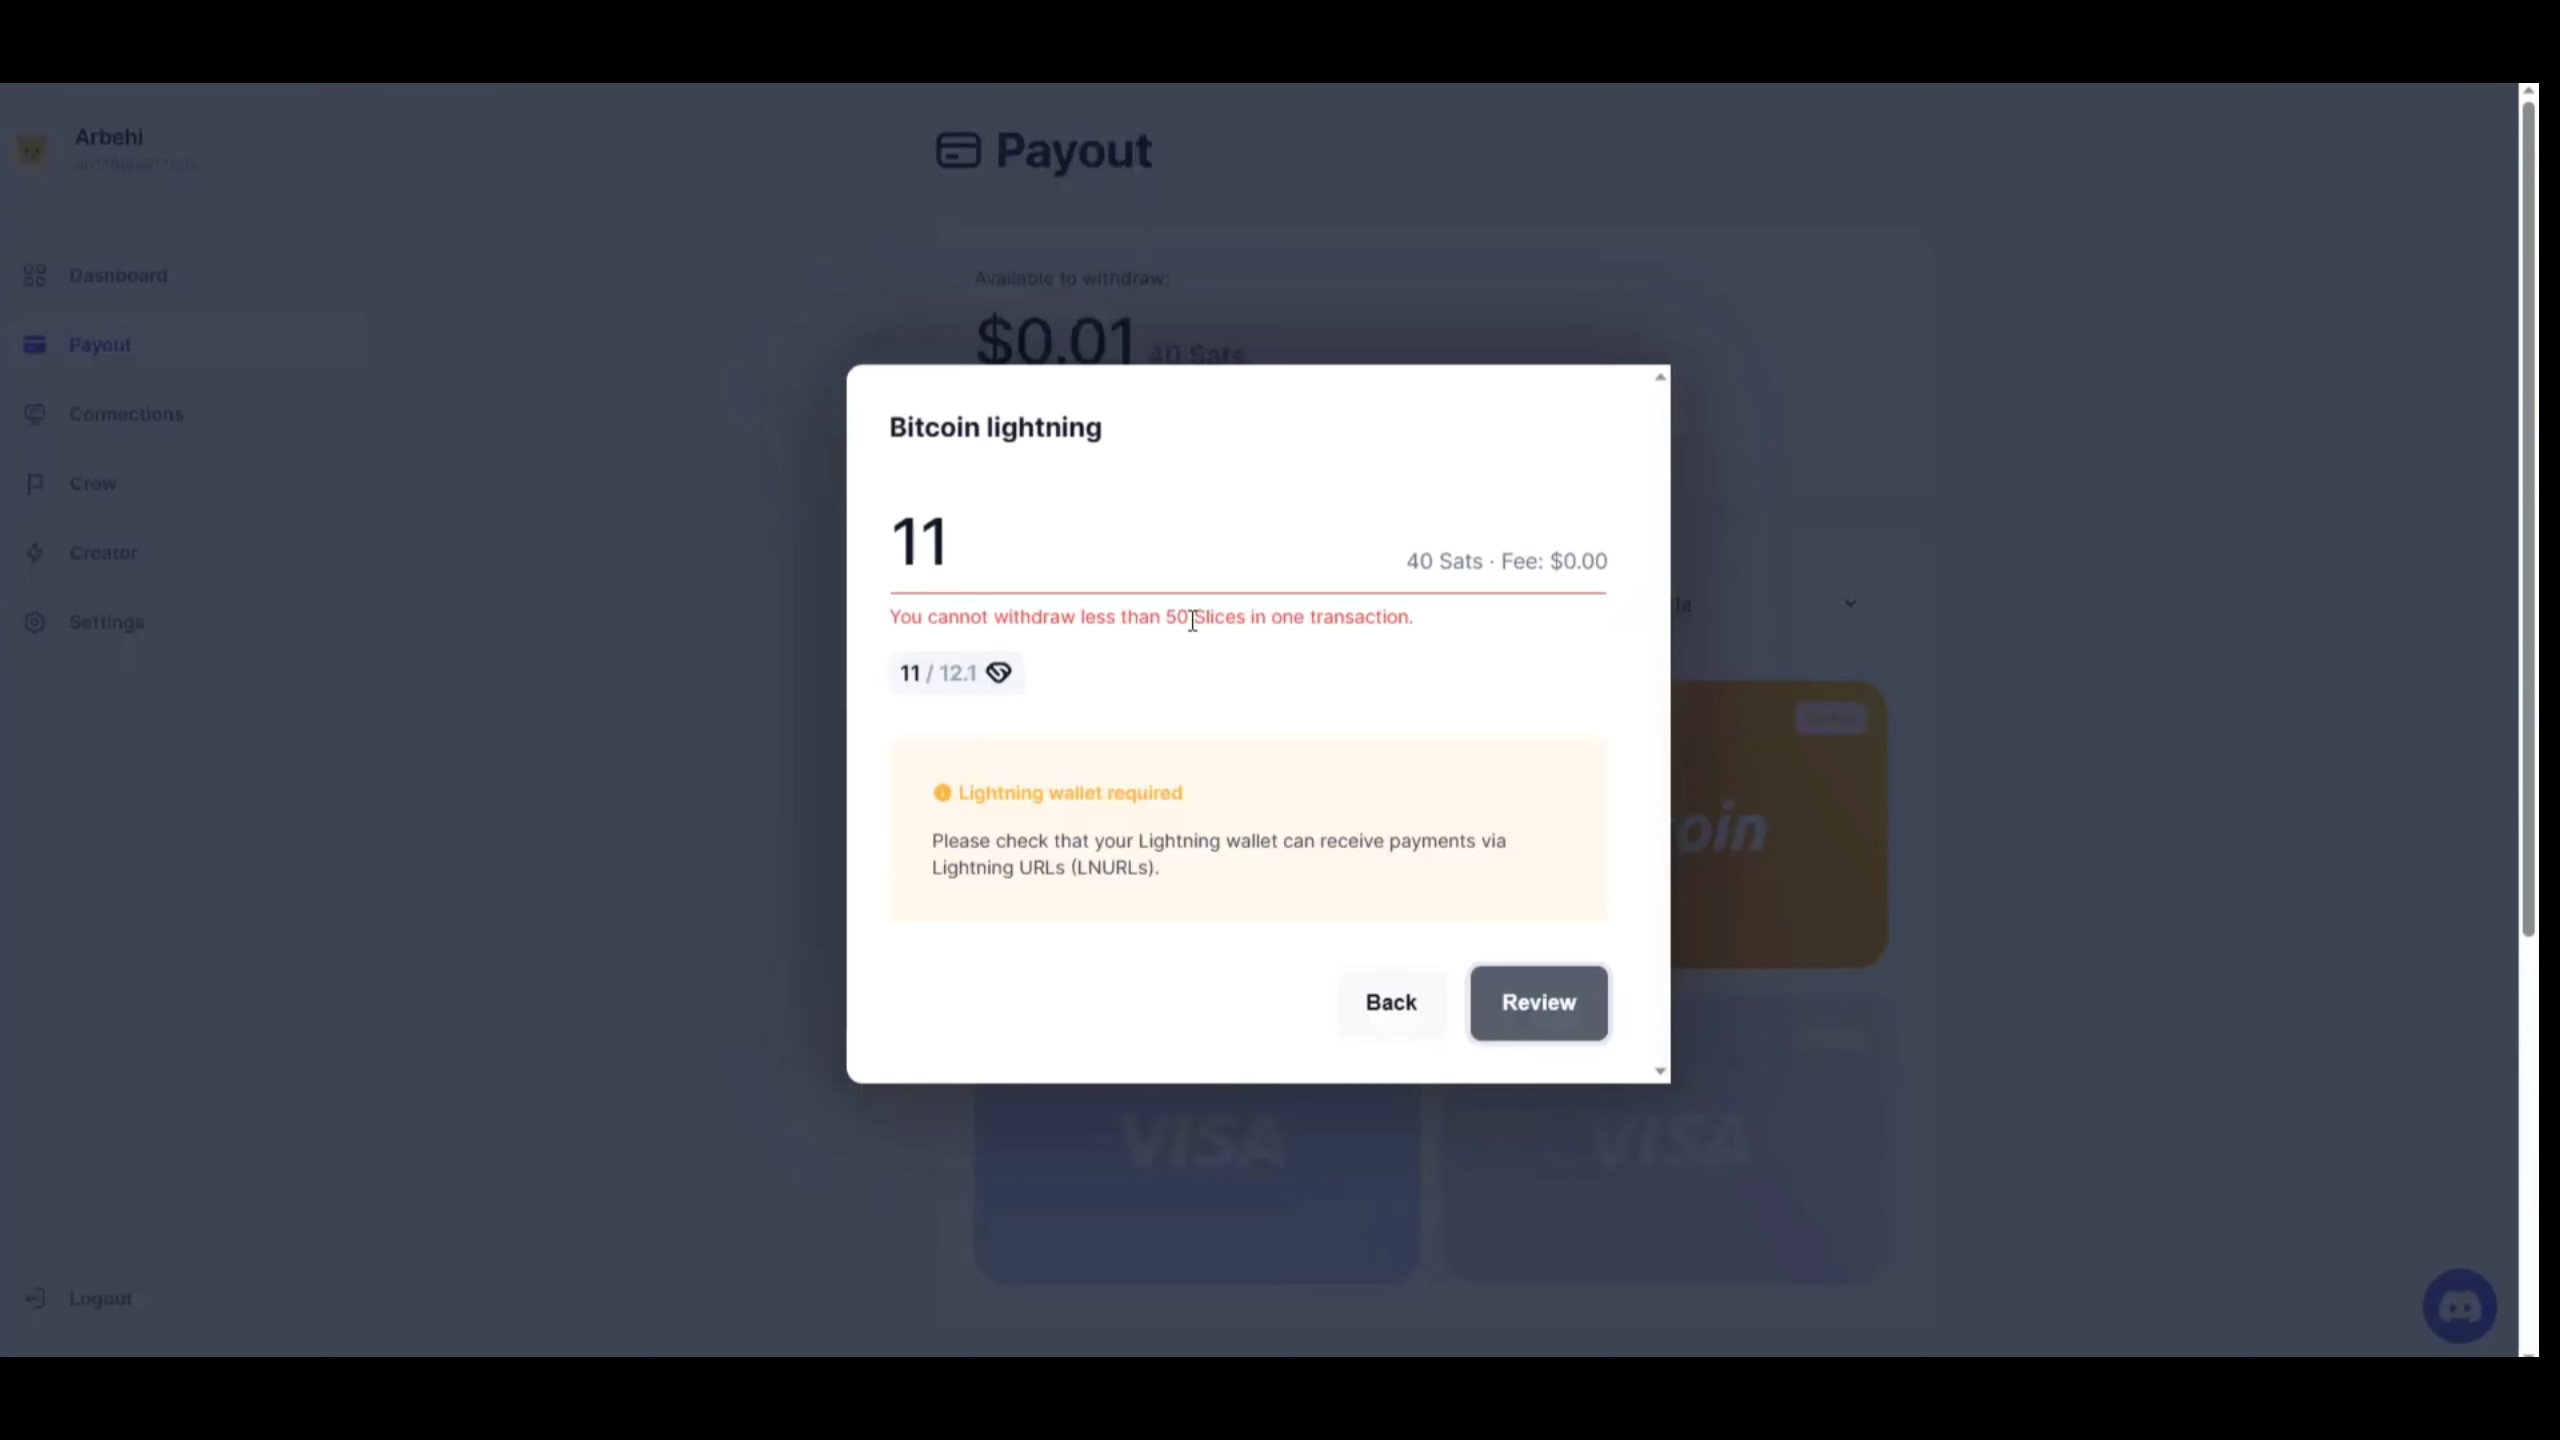 Arbehi
Payout
Dashboard
Payout
Connections
Crow
Creator
Settings
Logout
Available to withdraw:
$0.01 40 Sats
Bitcoin lightning
11
40 Sats · Fee: $0.00
You cannot withdraw less than 50 Slices in one transaction.
11 / 12.1
Lightning wallet required
Please check that your Lightning wallet can receive payments via
Lightning URLs (LNURLs).
Back
Review
oin
VISA
VISA